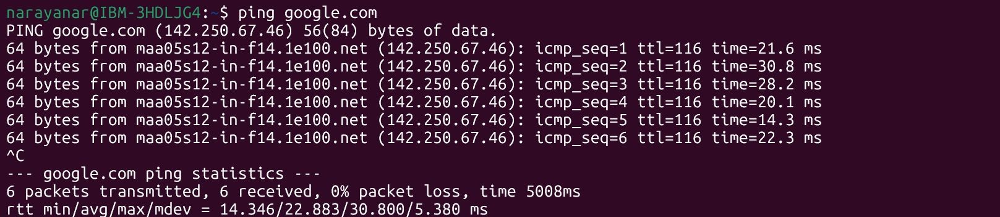 narayanar@IBM-3HDLJG4:~$ ping google.com
PING google.com (142.250.67.46) 56(84) bytes of data.
64 bytes from maa05s12-in-f14.1e100.net (142.250.67.46): icmp_seq=1 ttl=116 time=21.6 ms
64 bytes from maa05s12-in-f14.1e100.net (142.250.67.46): icmp_seq=2 ttl=116 time=30.8 ms
64 bytes from maa05s12-in-f14.1e100.net (142.250.67.46): icmp_seq=3 ttl=116 time=28.2 ms
64 bytes from maa05s12-in-f14.1e100.net (142.250.67.46): icmp_seq=4 ttl=116 time=20.1 ms
64 bytes from maa05s12-in-f14.1e100.net (142.250.67.46): icmp_seq=5 ttl=116 time=14.3 ms
64 bytes from maa05s12-in-f14.1e100.net (142.250.67.46): icmp_seq=6 ttl=116 time=22.3 ms
^C
--- google.com ping statistics ---
6 packets transmitted, 6 received, 0% packet loss, time 5008ms
rtt min/avg/max/mdev = 14.346/22.883/30.800/5.380 ms